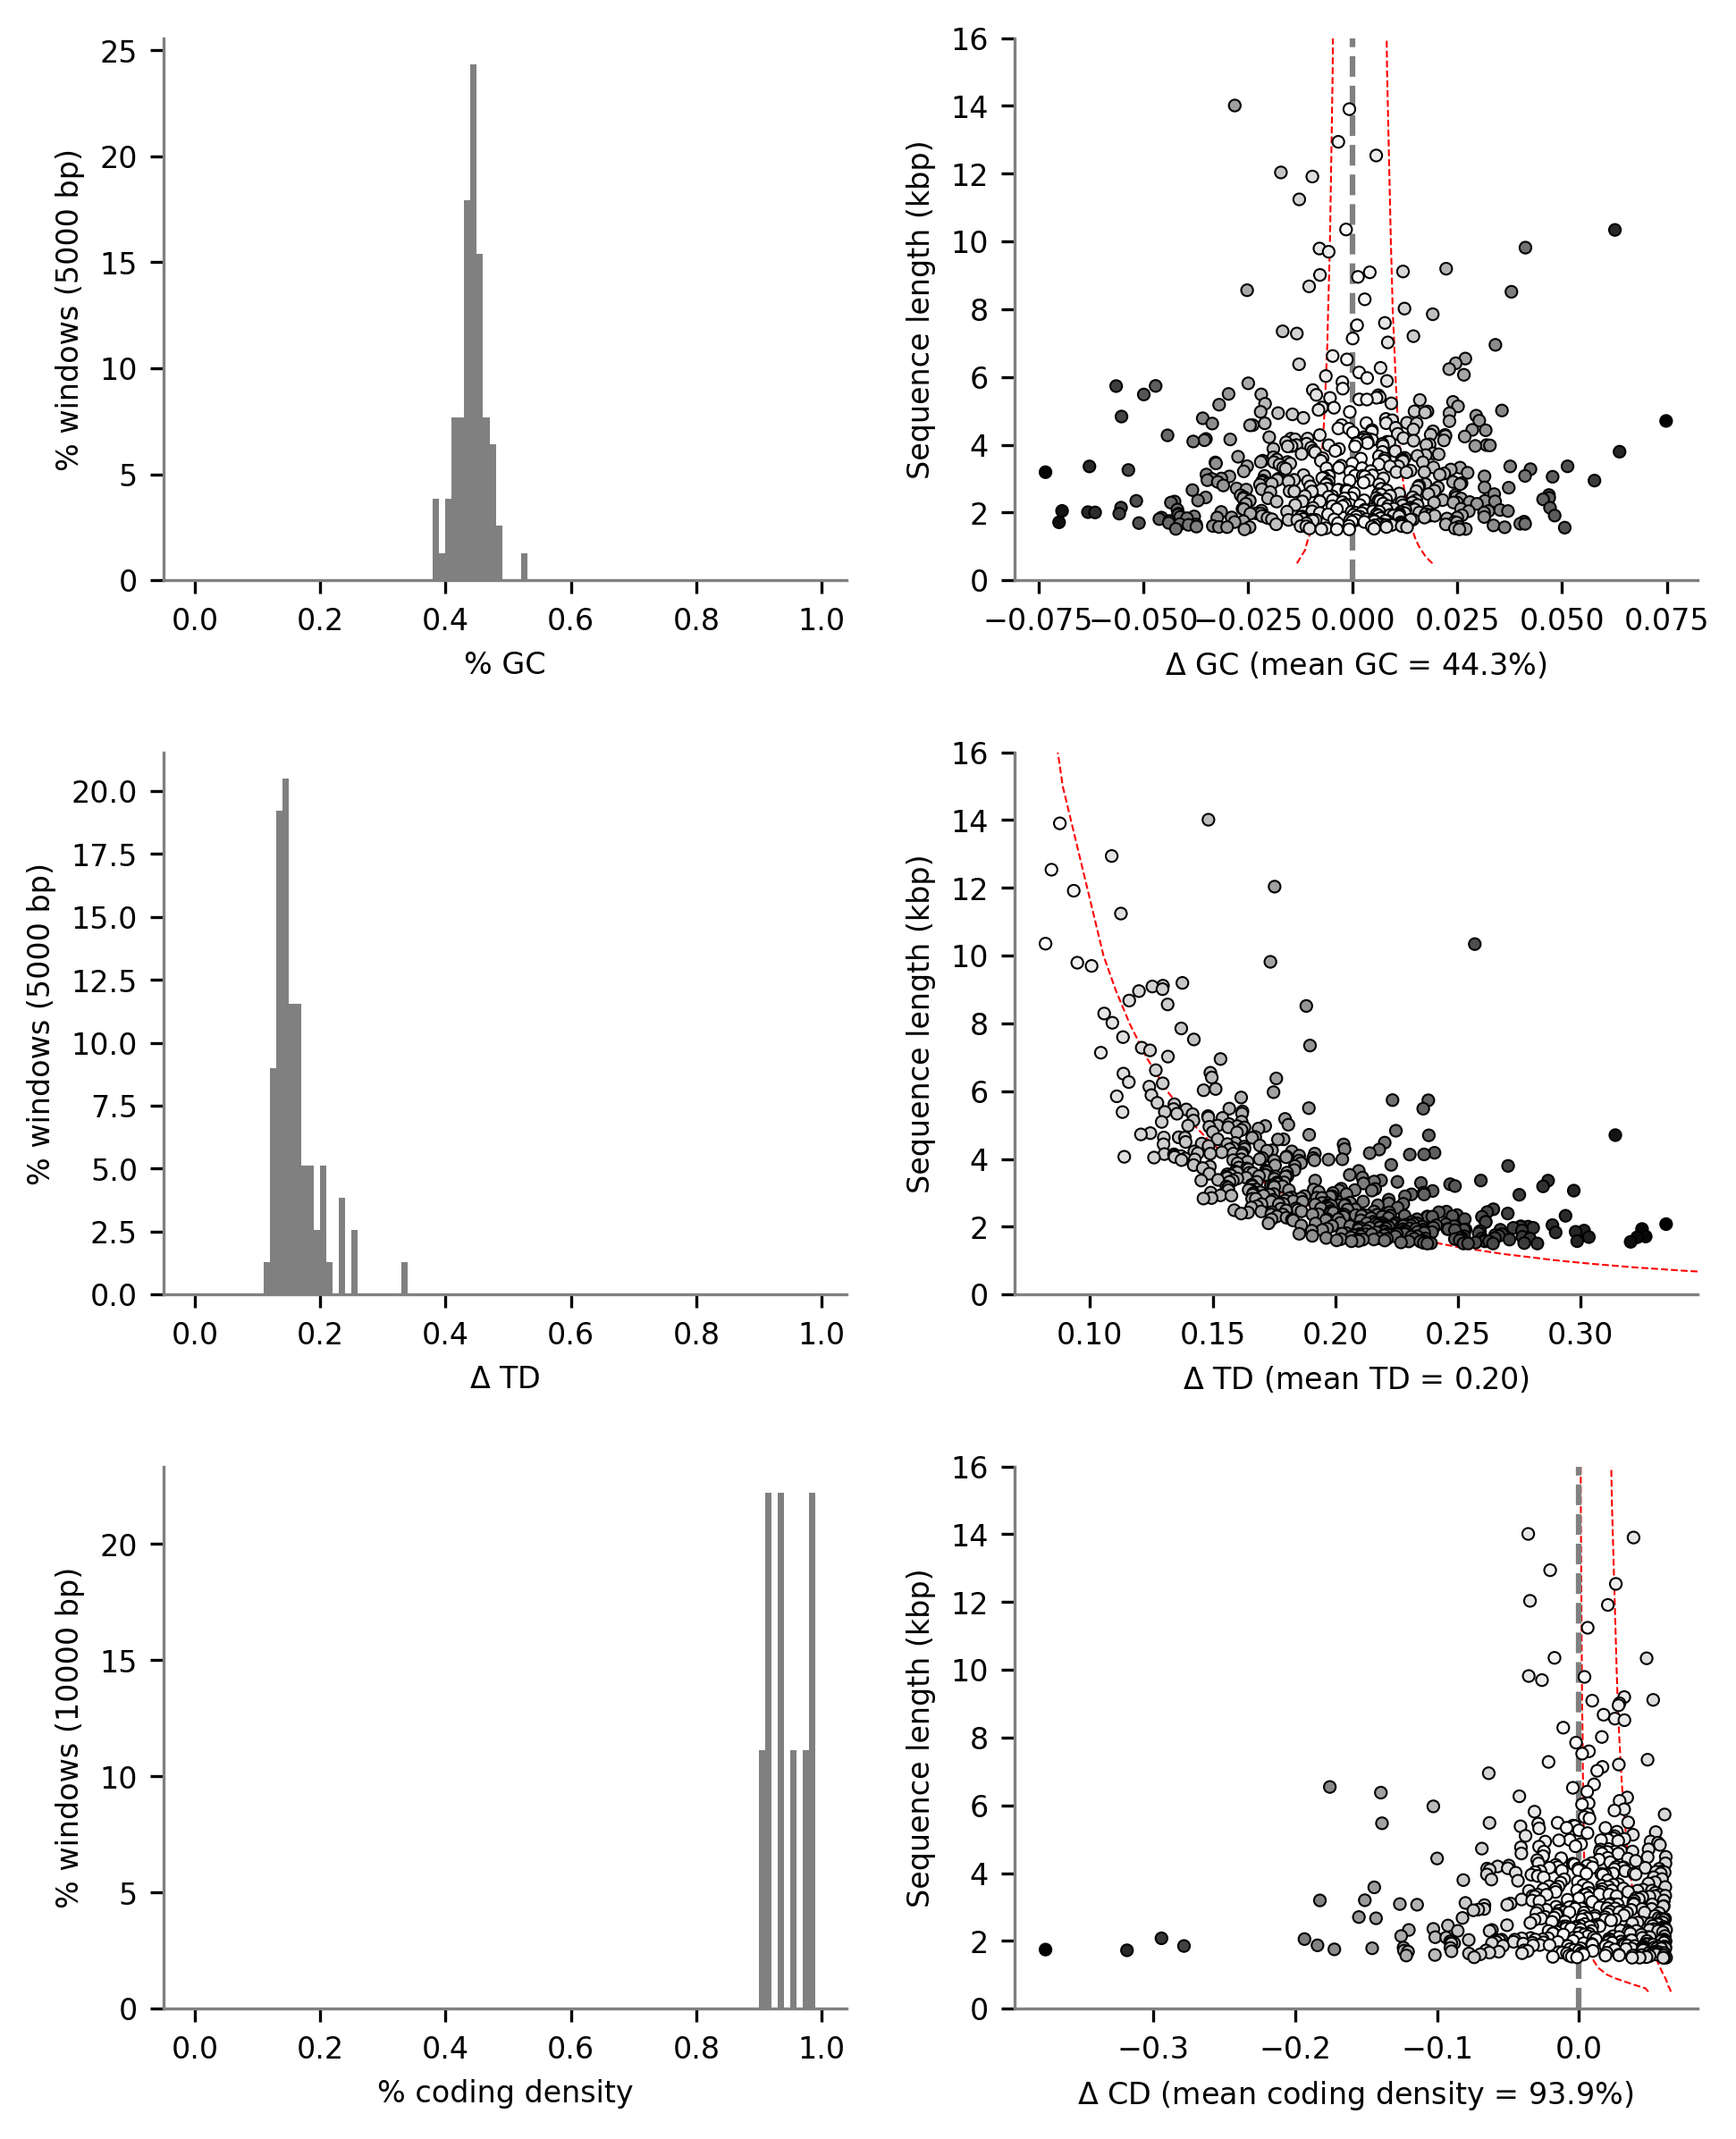 25
20
15
10
5
0
% windows (5000 bp)
0.0 0.2 0.4 0.6 0.8 1.0
% GC
16
14
12
10
8
6
4
2
0
Sequence length (kbp)
−0.075 −0.050 −0.025 0.000 0.025 0.050 0.075
Δ GC (mean GC = 44.3%)
20.0
17.5
15.0
12.5
10.0
7.5
5.0
2.5
0.0
% windows (5000 bp)
0.0 0.2 0.4 0.6 0.8 1.0
Δ TD
16
14
12
10
8
6
4
2
0
Sequence length (kbp)
0.10 0.15 0.20 0.25 0.30
Δ TD (mean TD = 0.20)
20
15
10
5
0
% windows (10000 bp)
0.0 0.2 0.4 0.6 0.8 1.0
% coding density
16
14
12
10
8
6
4
2
0
Sequence length (kbp)
−0.3 −0.2 −0.1 0.0
Δ CD (mean coding density = 93.9%)